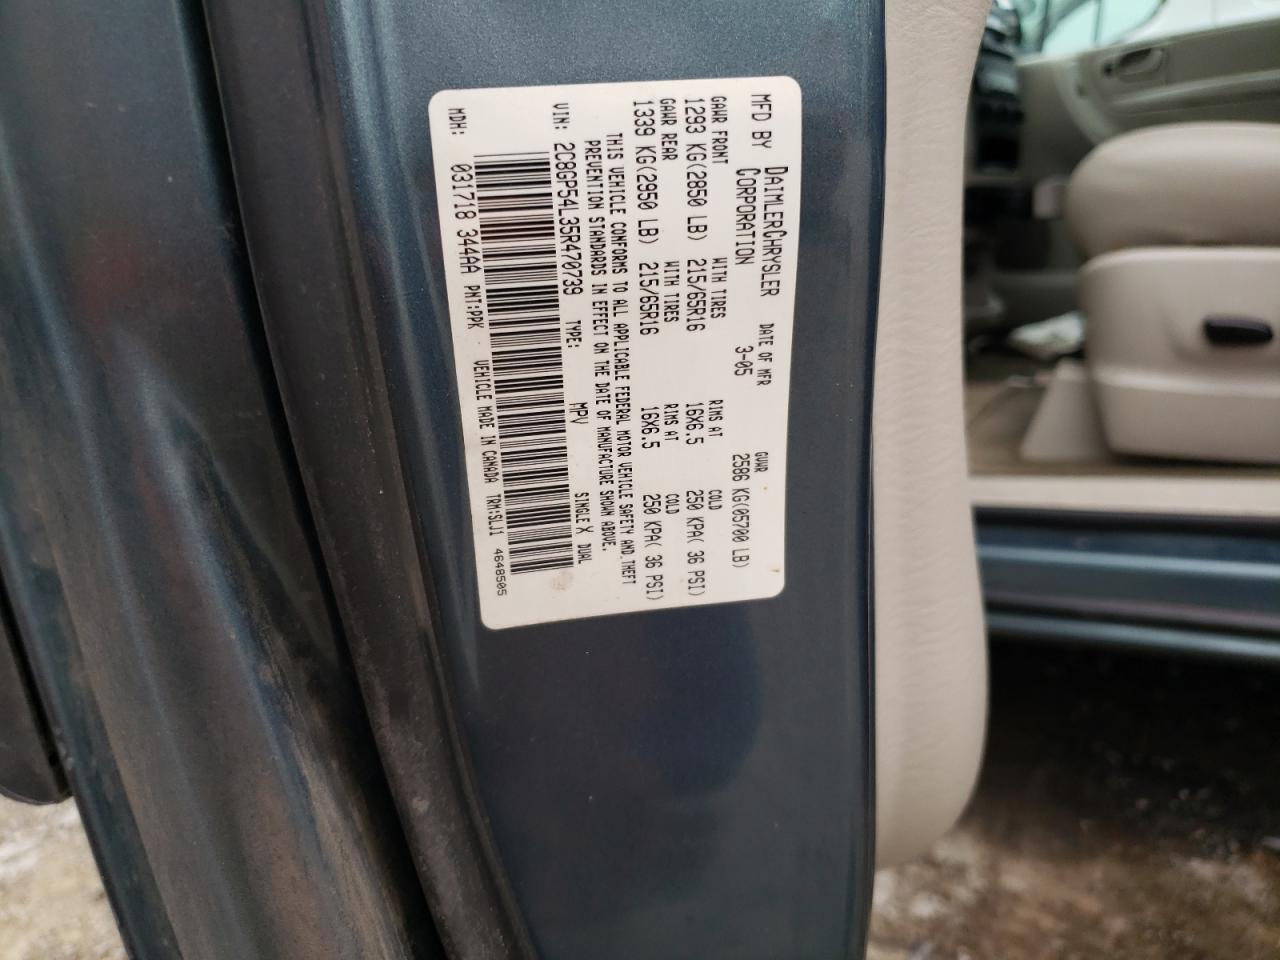 MFD BY DAIMLERCHRYSLER CORPORATION DATE OF MFR 3-05 GVWR 2586 KG(05700 LB)
GAWR FRONT WITH TIRES RIMS AT COLD
1293 KG(2850 LB) 215/65R16 16X6.5 250 KPA( 36 PSI)
GAWR REAR WITH TIRES RIMS AT COLD
1339 KG(2950 LB) 215/65R16 16X6.5 250 KPA( 36 PSI)
THIS VEHICLE CONFORMS TO ALL APPLICABLE FEDERAL MOTOR VEHICLE SAFETY AND THEFT
PREVENTION STANDARDS IN EFFECT ON THE DATE OF MANUFACTURE SHOWN ABOVE.
VIN: 2C8GP54L35R470739 TYPE: MPV SINGLE X DUAL
MDH: 031718 344AA PNT:PPK VEHICLE MADE IN CANADA TRM:SLJ1 4648505